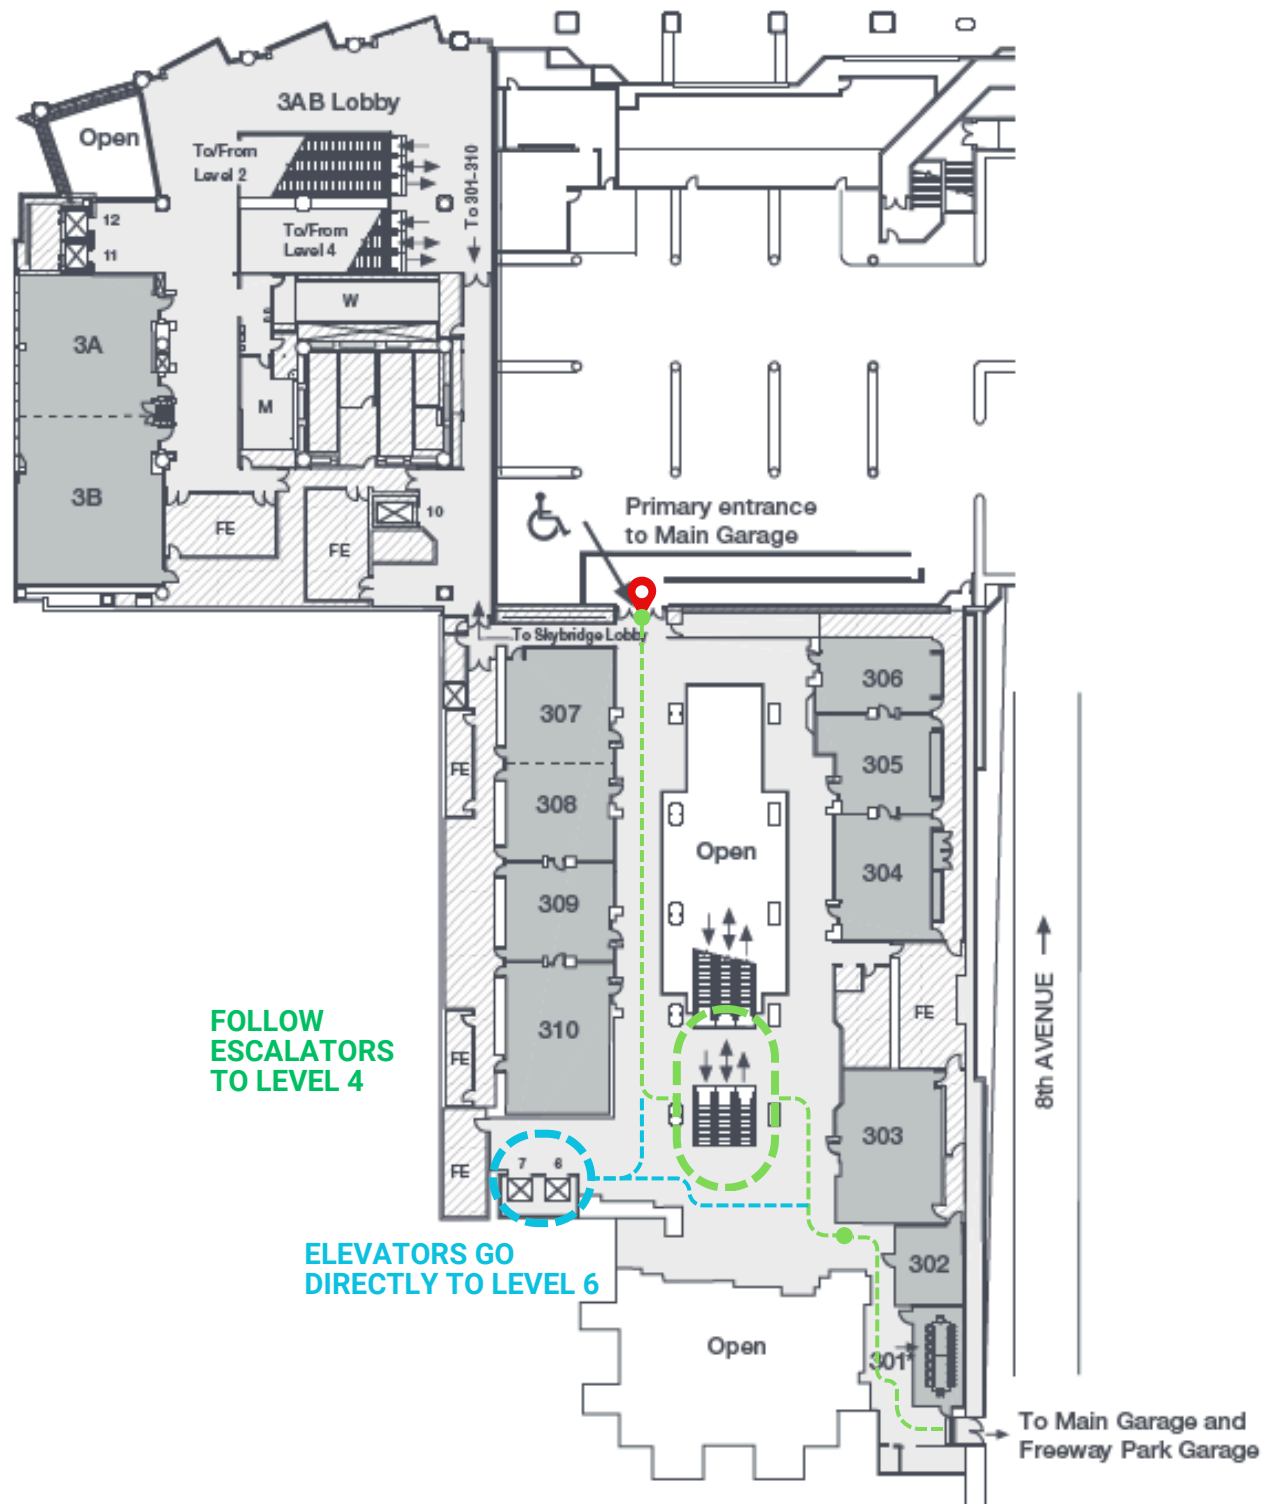 3AB Lobby
Open
To/From
Level 2
To 301-310
12
11
To/From
Level 4
W
3A
M
3B
FE
FE
10
Primary entrance
to Main Garage
To Skybridge Lobby
306
307
305
FE
308
Open
304
309
8th AVENUE
FOLLOW
ESCALATORS
TO LEVEL 4
310
FE
FE
303
FE
7
6
ELEVATORS GO
DIRECTLY TO LEVEL 6
302
Open
301*
To Main Garage and
Freeway Park Garage